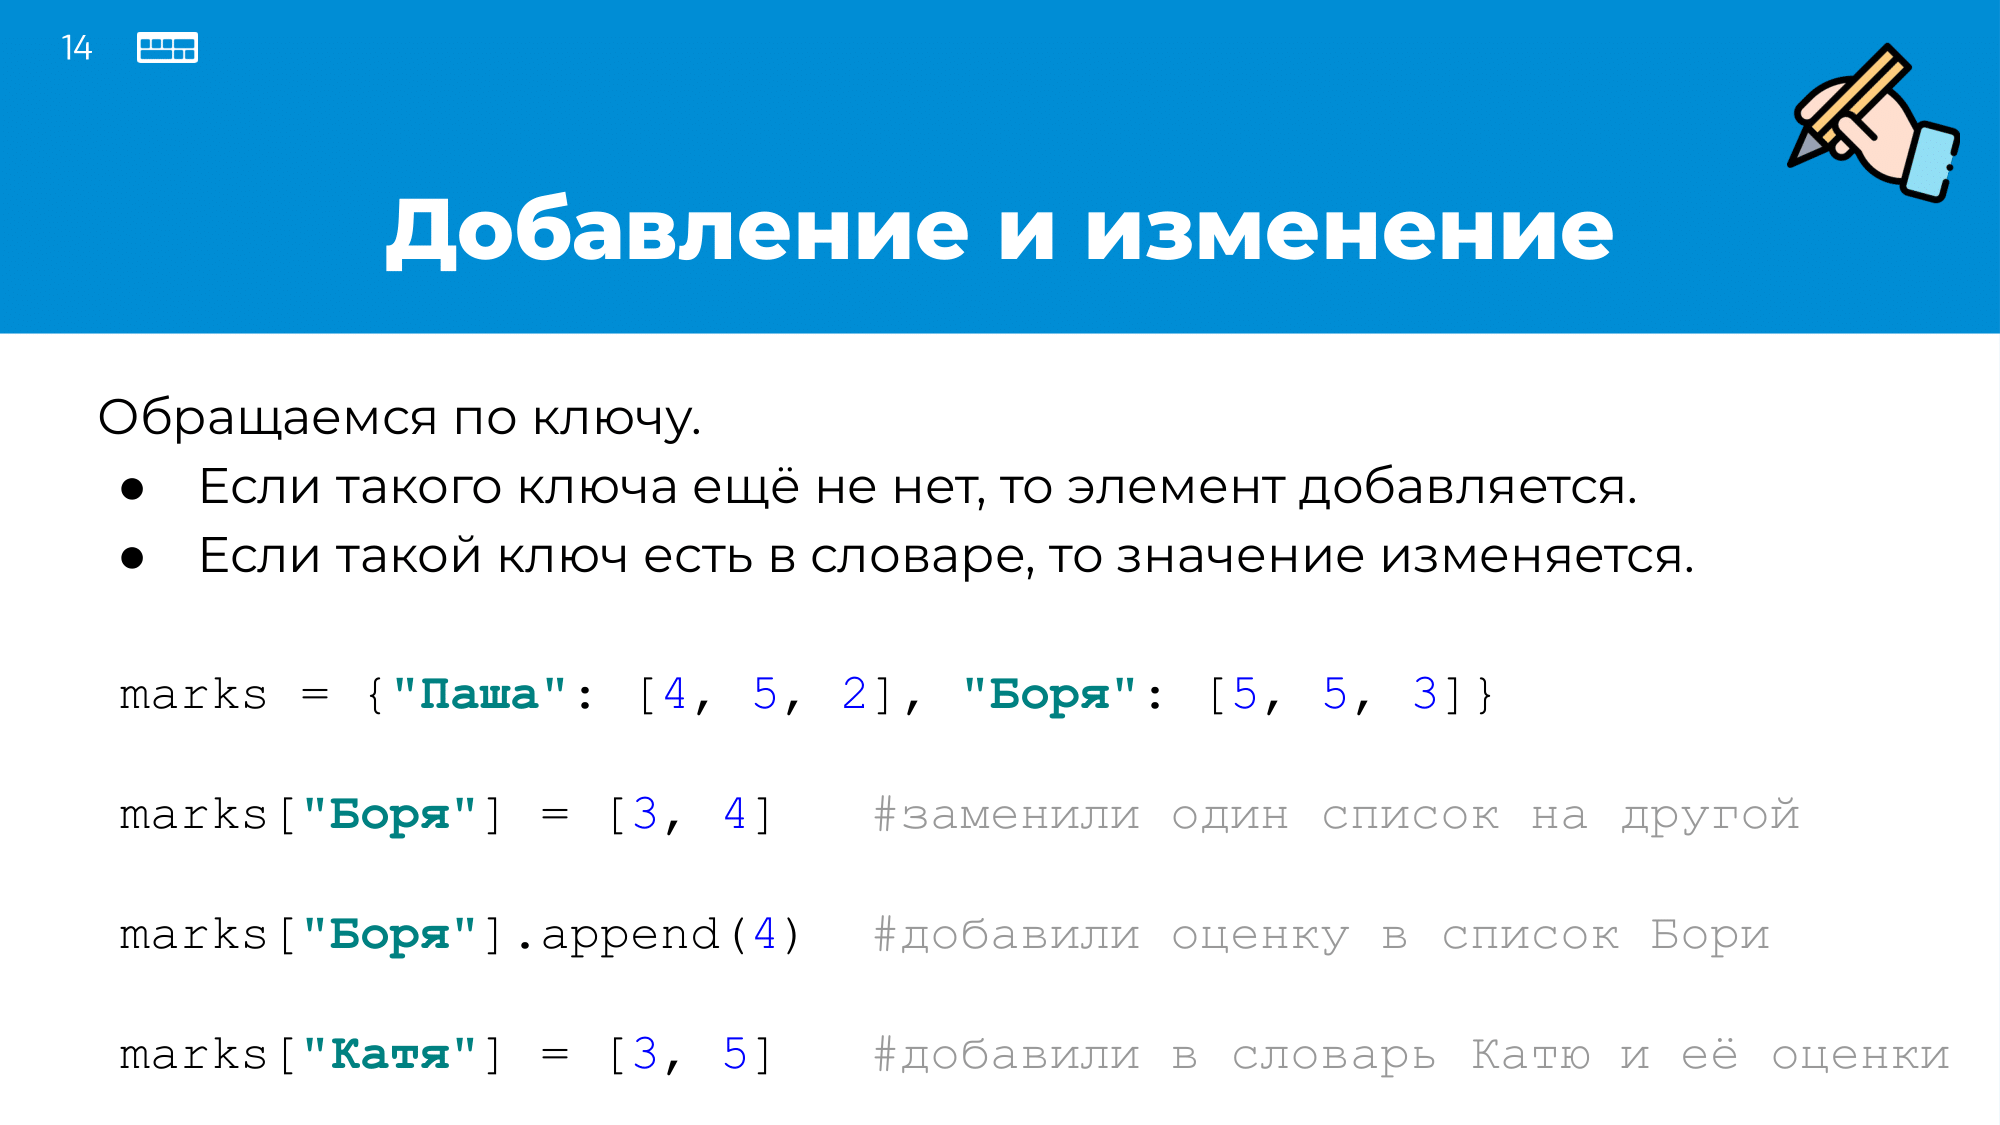 14
Добавление и изменение
Обращаемся по ключу.
● Если такого ключа ещё не нет, то элемент добавляется.
● Если такой ключ есть в словаре, то значение изменяется.
marks = {"Паша": [4, 5, 2], "Боря": [5, 5, 3]}
marks["Боря"] = [3, 4] #заменили один список на другой
marks["Боря"].append(4) #добавили оценку в список Бори
marks["Катя"] = [3, 5] #добавили в словарь Катю и её оценки